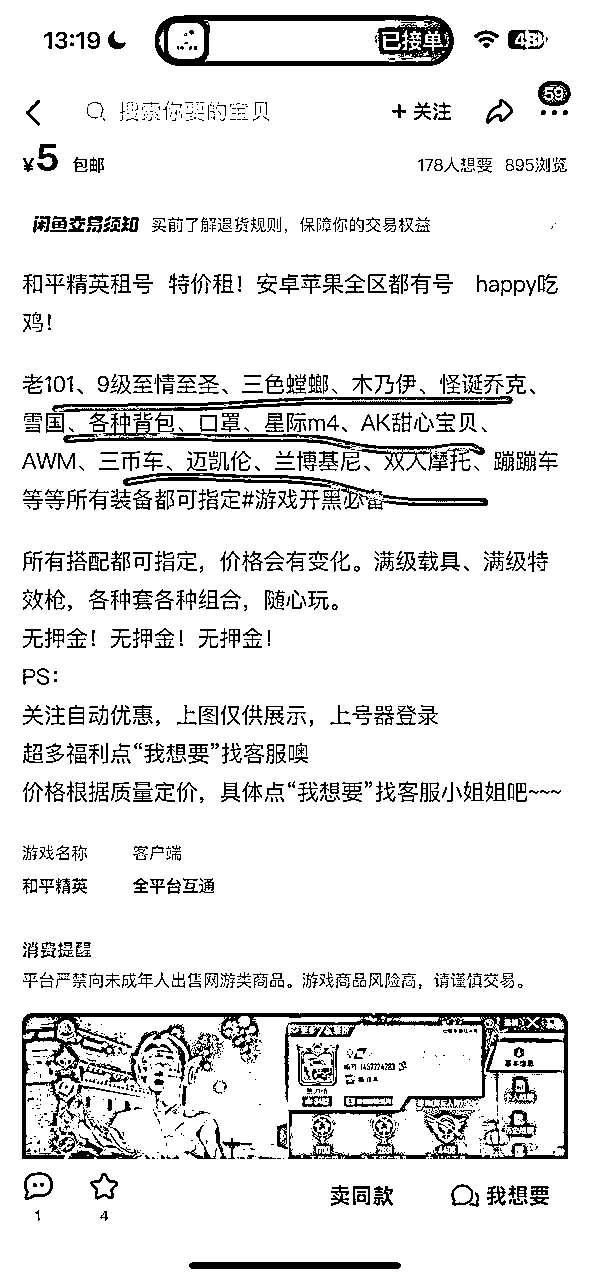 13:19
已接单
48
搜索你要的宝贝
+ 关注
59
¥5 包邮
178人想要 895浏览
闲鱼交易须知 买前了解退货规则，保障你的交易权益
和平精英租号 特价租！安卓苹果全区都有号 happy吃
鸡！
老101、9级至情至圣、三色螳螂、木乃伊、怪诞乔克、
雪国、各种背包、口罩、星际m4、AK甜心宝贝、
AWM、三币车、迈凯伦、兰博基尼、双人摩托、蹦蹦车
等等所有装备都可指定#游戏开黑必备
所有搭配都可指定，价格会有变化。满级载具、满级特
效枪，各种套各种组合，随心玩。
无押金！无押金！无押金！
PS：
关注自动优惠，上图仅供展示，上号器登录
超多福利点“我想要”找客服噢
价格根据质量定价，具体点“我想要”找客服小姐姐吧~~~
游戏名称 客户端
和平精英 全平台互通
消费提醒
平台严禁向未成年人出售网游类商品。游戏商品风险高，请谨慎交易。
基本信息
1
4
卖同款
我想要